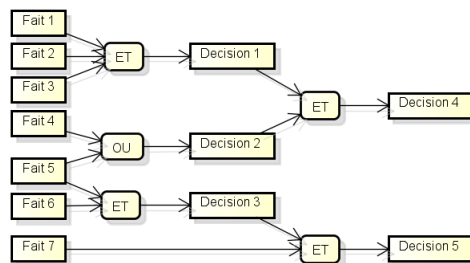 Fait 1
Fait 2
ET
Decision 1
Fait 3
ET
Decision 4
Fait 4
OU
Decision 2
Fait 5
Fait 6
ET
Decision 3
Fait 7
ET
Decision 5